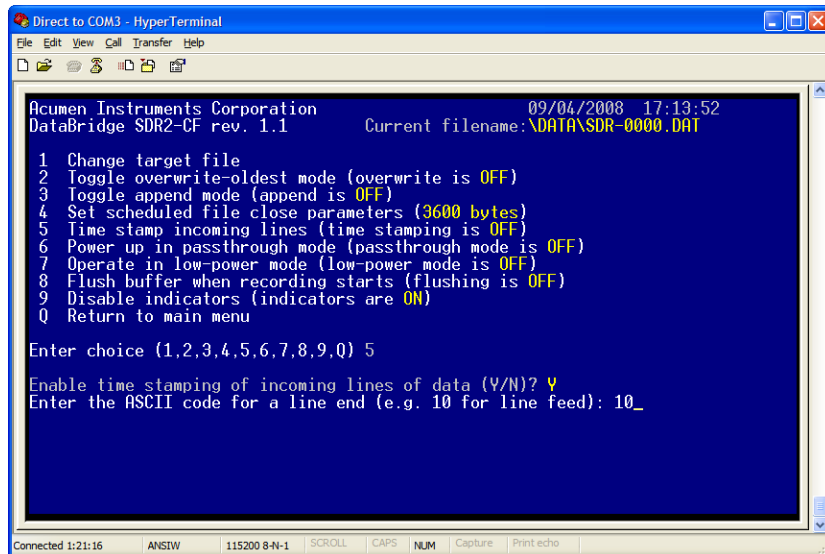 Direct to COM3 - HyperTerminal
File Edit View Call Transfer Help
Acumen Instruments Corporation 09/04/2008 17:13:52
DataBridge SDR2-CF rev. 1.1 Current filename:\DATA\SDR-0000.DAT
1 Change target file
2 Toggle overwrite-oldest mode (overwrite is OFF)
3 Toggle append mode (append is OFF)
4 Set scheduled file close parameters (3600 bytes)
5 Time stamp incoming lines (time stamping is OFF)
6 Power up in passthrough mode (passthrough mode is OFF)
7 Operate in low-power mode (low-power mode is OFF)
8 Flush buffer when recording starts (flushing is OFF)
9 Disable indicators (indicators are ON)
Q Return to main menu
Enter choice (1,2,3,4,5,6,7,8,9,Q) 5
Enable time stamping of incoming lines of data (Y/N)? Y
Enter the ASCII code for a line end (e.g. 10 for line feed): 10_
Connected 1:21:16 ANSIW 115200 8-N-1 SCROLL CAPS NUM Capture Print echo